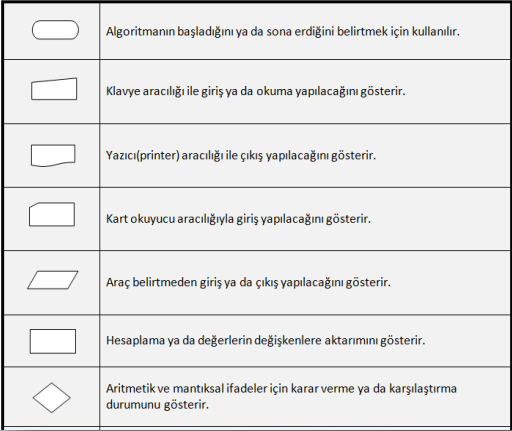 Algoritmanın başladığını ya da sona erdiğini belirtmek için kullanılır.
Klavye aracılığı ile giriş ya da okuma yapılacağını gösterir.
Yazıcı(printer) aracılığı ile çıkış yapılacağını gösterir.
Kart okuyucu aracılığıyla giriş yapılacağını gösterir.
Araç belirtmeden giriş ya da çıkış yapılacağını gösterir.
Hesaplama ya da değerlerin değişkenlere aktarımını gösterir.
Aritmetik ve mantıksal ifadeler için karar verme ya da karşılaştırma
durumunu gösterir.